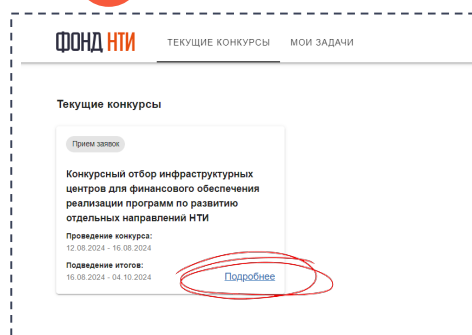 ФОНД НТИ
ТЕКУЩИЕ КОНКУРСЫ МОИ ЗАДАЧИ
Текущие конкурсы
Прием заявок
Конкурсный отбор инфраструктурных
центров для финансового обеспечения
реализации программ по развитию
отдельных направлений НТИ
Проведение конкурса:
12.08.2024 - 16.08.2024
Подведение итогов:
16.08.2024 - 04.10.2024
Подробнее